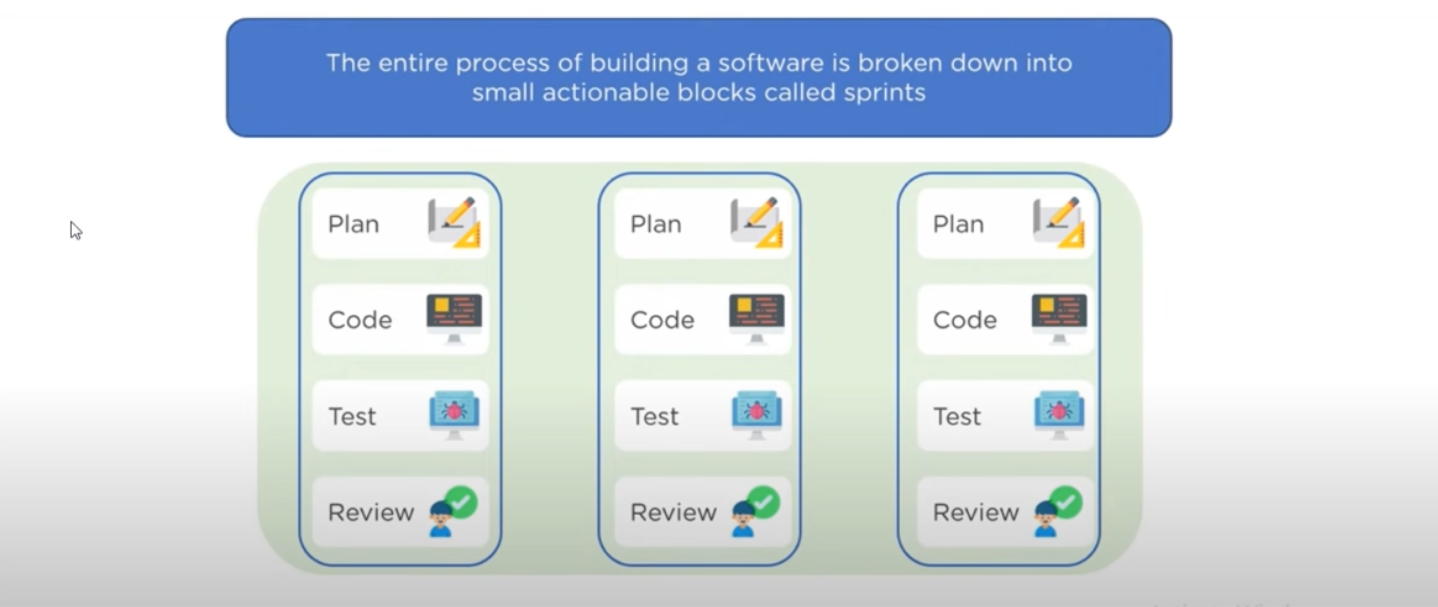 The entire process of building a software is broken down into
small actionable blocks called sprints
Plan
Code
Test
Review
Plan
Code
Test
Review
Plan
Code
Test
Review